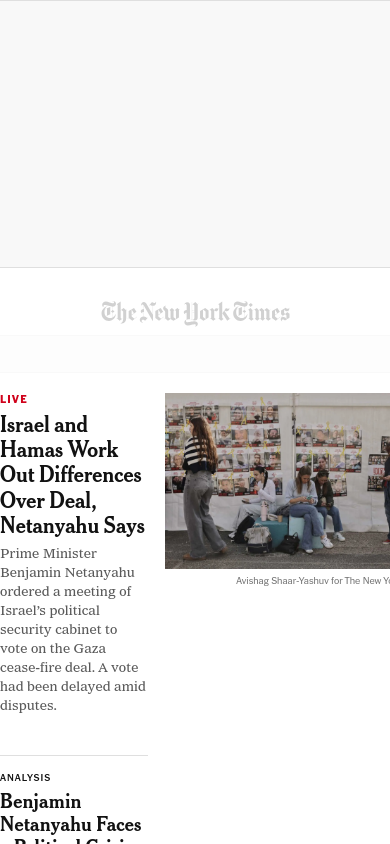 The New York Times
LIVE
Israel and
Hamas Work
Out Differences
Over Deal,
Netanyahu Says
Prime Minister
Benjamin Netanyahu
ordered a meeting of
Israel’s political
security cabinet to
vote on the Gaza
cease-fire deal. A vote
had been delayed amid
disputes.
Avishag Shaar-Yashuv for The New Yo
ANALYSIS
Benjamin
Netanyahu Faces